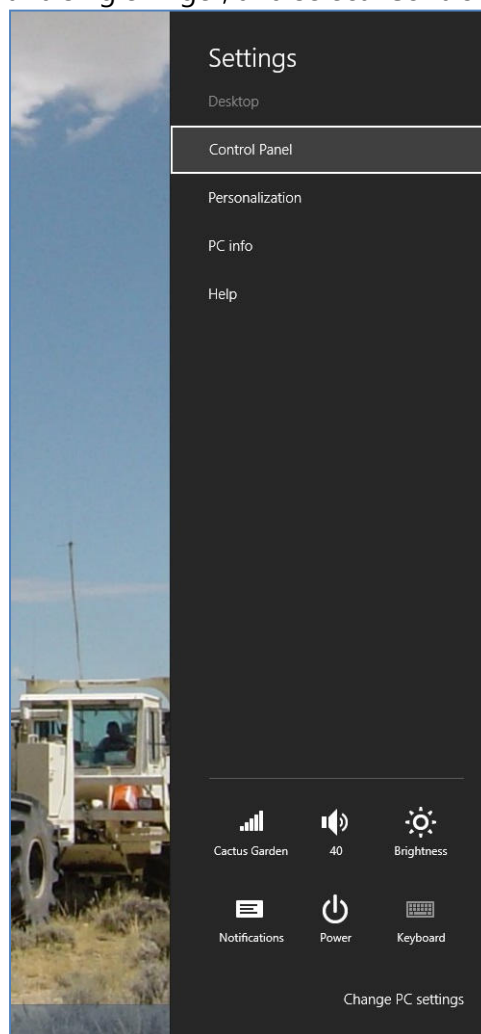 Settings
Desktop
Control Panel
Personalization
PC info
Help
Cactus Garden 40 Brightness
Notifications Power Keyboard
Change PC settings